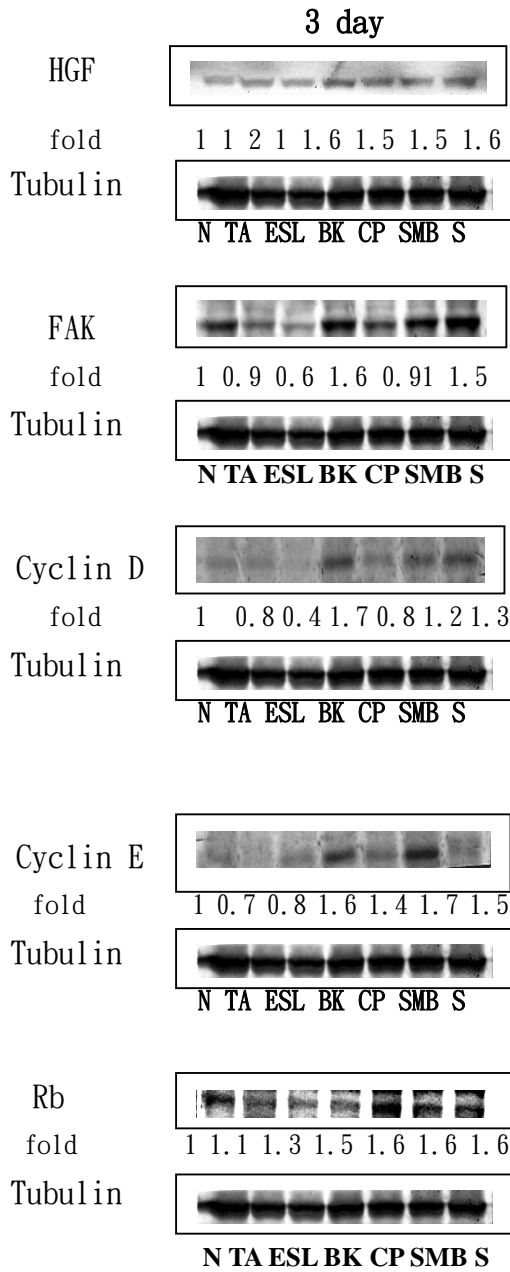 3 day
HGF
fold 1 1 2 1 1.6 1.5 1.5 1.6
Tubulin
N TA ESL BK CP SMB S
FAK
fold 1 0.9 0.6 1.6 0.91 1.5
Tubulin
N TA ESL BK CP SMB S
Cyclin D
fold 1 0.8 0.4 1.7 0.8 1.2 1.3
Tubulin
N TA ESL BK CP SMB S
Cyclin E
fold 1 0.7 0.8 1.6 1.4 1.7 1.5
Tubulin
N TA ESL BK CP SMB S
Rb
fold 1 1.1 1.3 1.5 1.6 1.6 1.6
Tubulin
N TA ESL BK CP SMB S